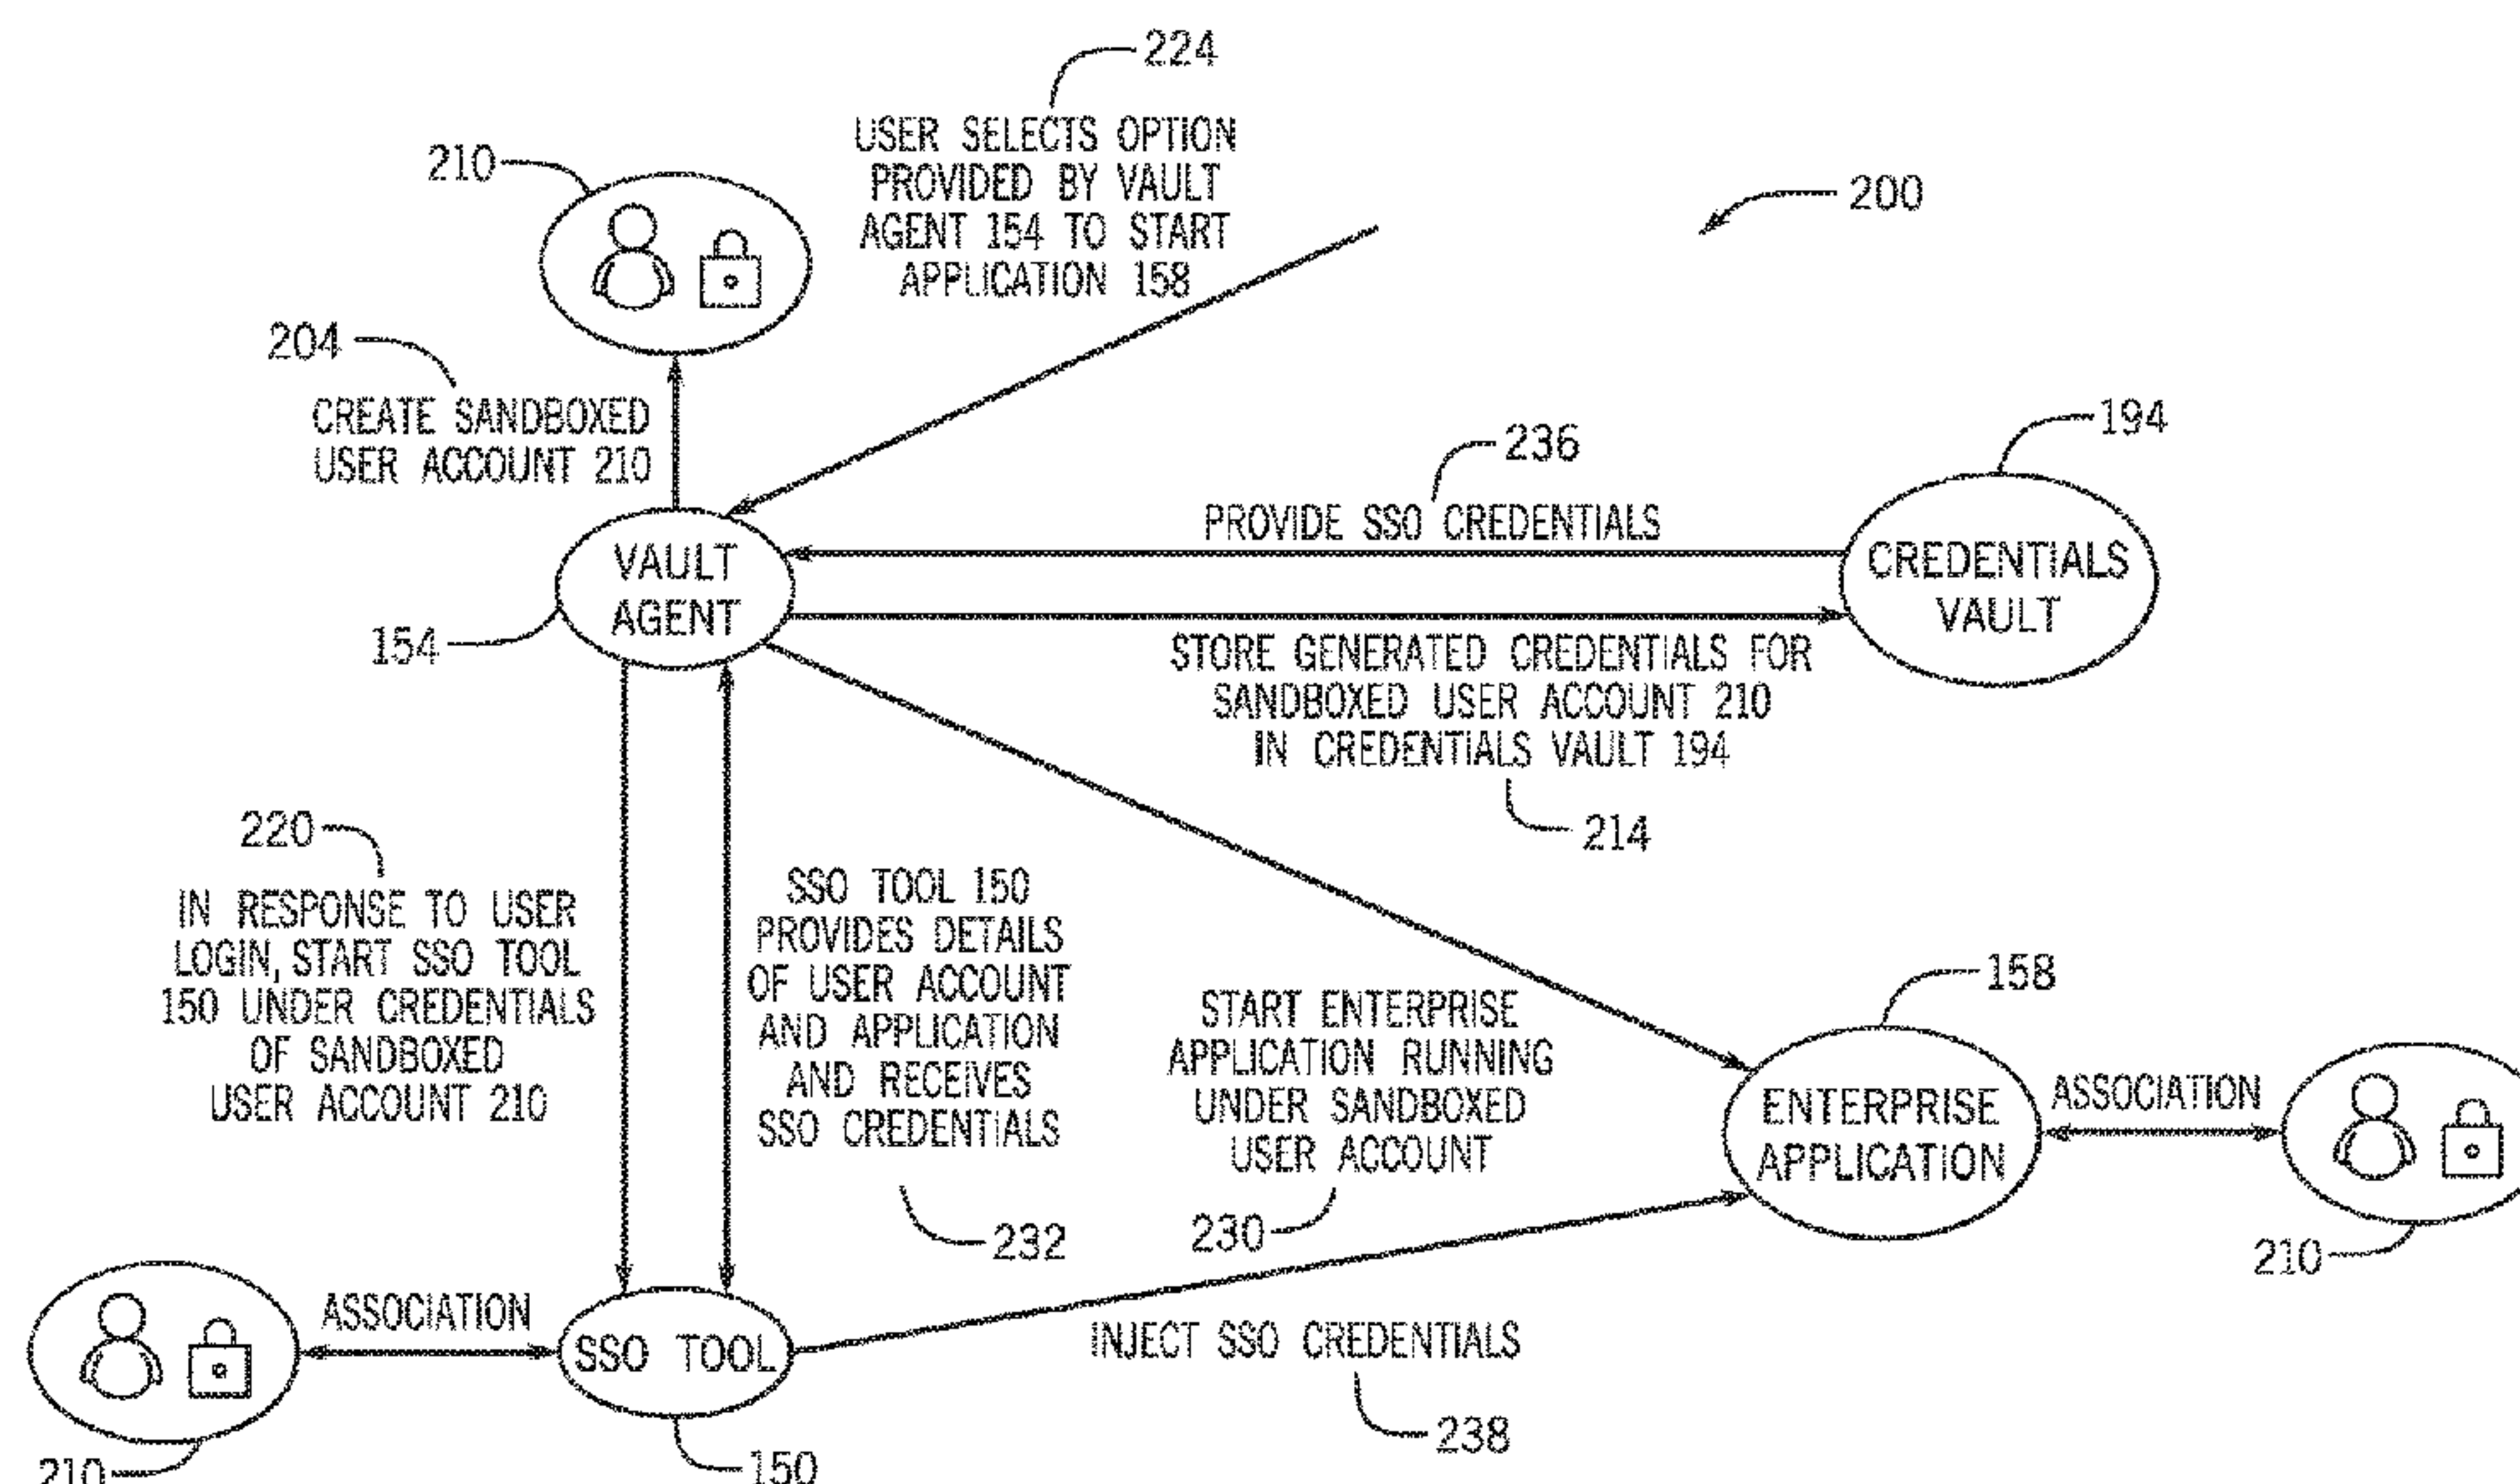 224
USER SELECTS OPTION
PROVIDED BY VAULT
AGENT 154 TO START
APPLICATION 158
210
200
204
CREATE SANDBOXED
USER ACCOUNT 210
236
PROVIDE SSO CREDENTIALS
194
CREDENTIALS
VAULT
VAULT
AGENT
154
STORE GENERATED CREDENTIALS FOR
SANDBOXED USER ACCOUNT 210
IN CREDENTIALS VAULT 194
214
220
IN RESPONSE TO USER
LOGIN, START SSO TOOL
150 UNDER CREDENTIALS
OF SANDBOXED
USER ACCOUNT 210
SSO TOOL 150
PROVIDES DETAILS
OF USER ACCOUNT
AND APPLICATION
AND RECEIVES
SSO CREDENTIALS
232
START ENTERPRISE
APPLICATION RUNNING
UNDER SANDBOXED
USER ACCOUNT
230
158
ENTERPRISE
APPLICATION
ASSOCIATION
210
ASSOCIATION
SSO TOOL
INJECT SSO CREDENTIALS
238
210
150